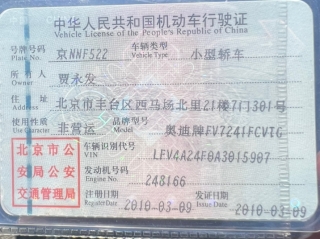 中华人民共和国机动车行驶证
Vehicle License of the People's Republic of China
号牌号码 京NNF522 车辆类型 小型轿车
Plate No. Vehicle Type
所有人 贾永发
Owner
住址 北京市丰台区西马场北里21楼7门301号
Address
使用性质 非营运 品牌型号 奥迪牌FV7241FCVTG
Use Character Model
北京市公安局公安交通管理局
车辆识别代号 LFV4A24F0A3015907
VIN
发动机号码 248166
Engine No.
注册日期 2010-03-09 发证日期 2010-03-09
Register Date Issue Date